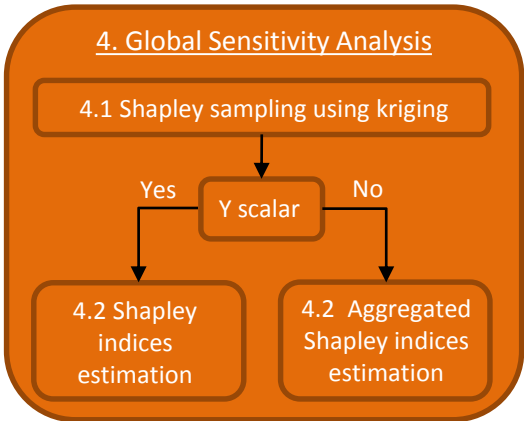 4. Global Sensitivity Analysis
4.1 Shapley sampling using kriging
Yes
No
Y scalar
4.2 Shapley
indices
estimation
4.2 Aggregated
Shapley indices
estimation